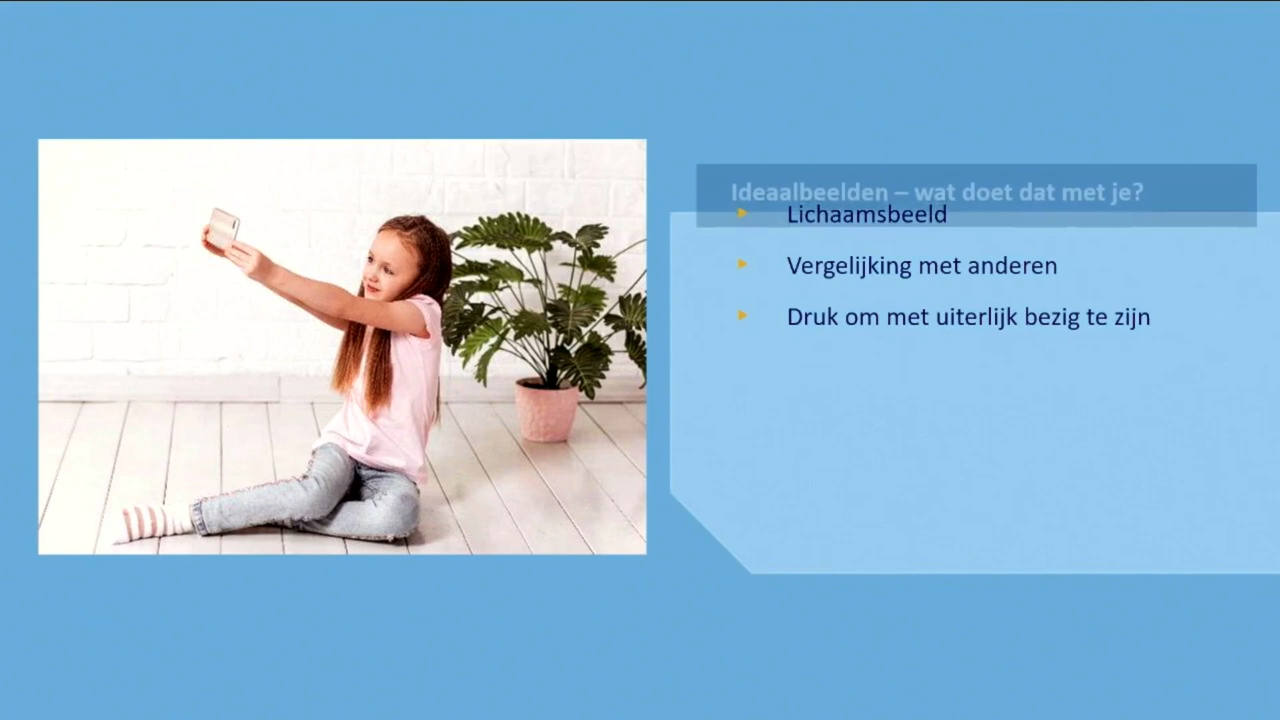 Ideaalbeelden – wat doet dat met je?
Lichaamsbeeld
Vergelijking met anderen
Druk om met uiterlijk bezig te zijn